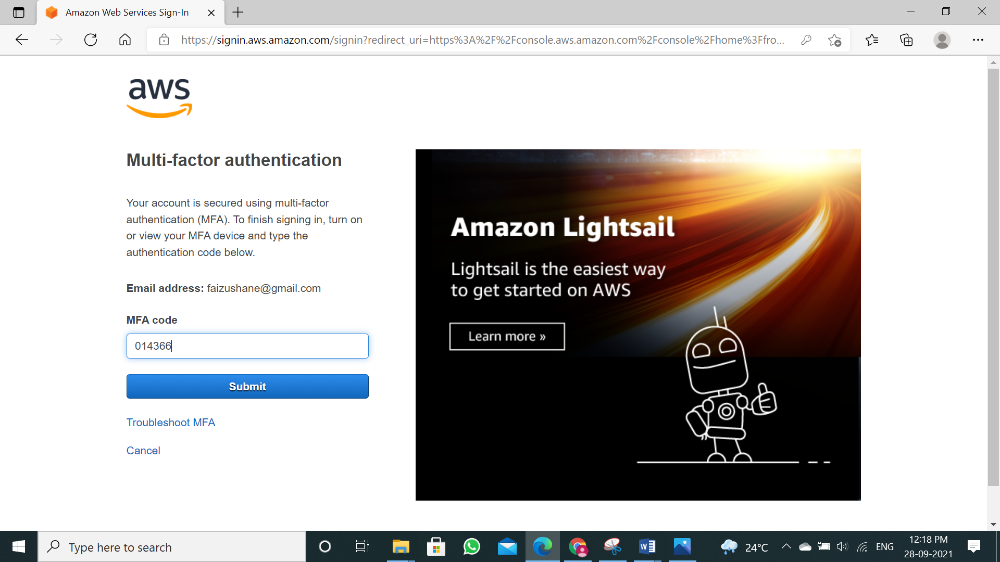 Amazon Web Services Sign-In
https://signin.aws.amazon.com/signin?redirect_uri=https%3A%2F%2Fconsole.aws.amazon.com%2Fconsole%2Fhome%3Ffro...
aws
Multi-factor authentication
Your account is secured using multi-factor
authentication (MFA). To finish signing in, turn on
or view your MFA device and type the
authentication code below.
Email address: faizushane@gmail.com
MFA code
014366
Submit
Troubleshoot MFA
Cancel
Amazon Lightsail
Lightsail is the easiest way
to get started on AWS
Learn more »
Type here to search
W
24°C
ENG
12:18 PM
28-09-2021